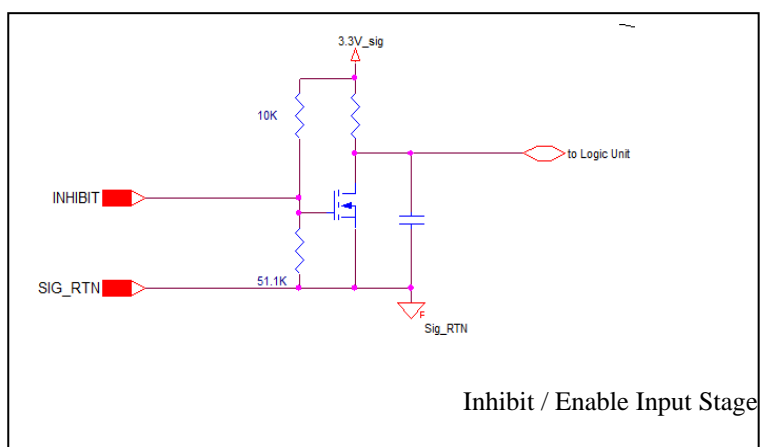 3.3V_sig
10K
to Logic Unit
INHIBIT
SIG_RTN
51.1K
F
Sig_RTN
Inhibit / Enable Input Stage